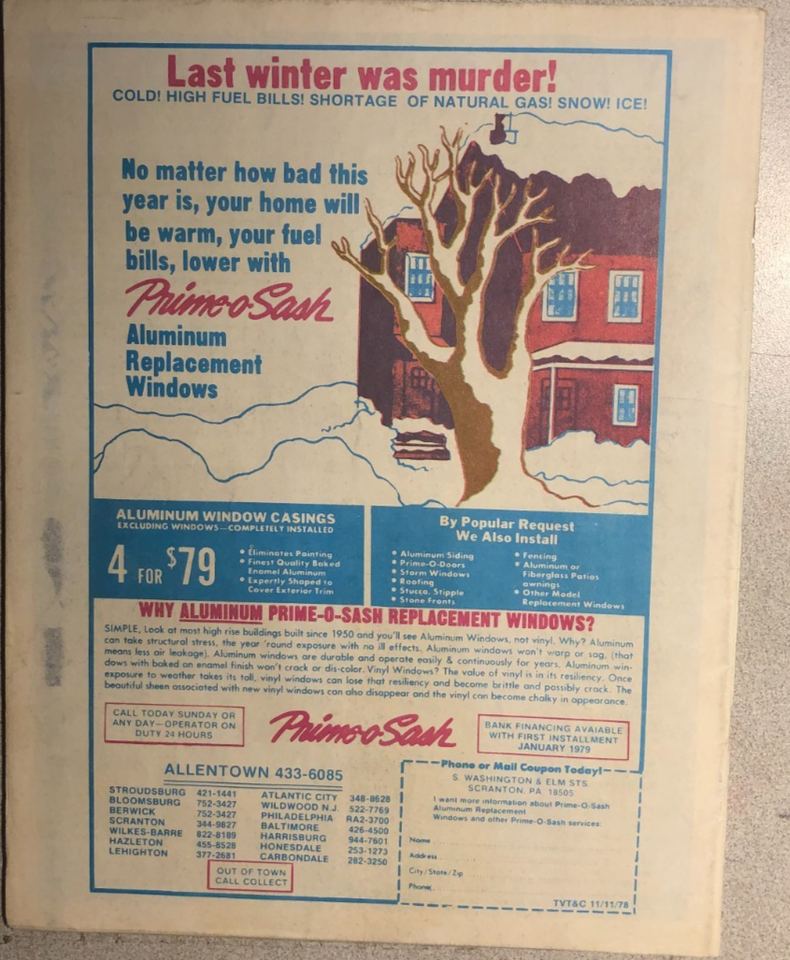 Last winter was murder!
COLD! HIGH FUEL BILLS! SHORTAGE OF NATURAL GAS! SNOW! ICE!
No matter how bad this
year is, your home will
be warm, your fuel
bills, lower with
Prime-o-Sash
Aluminum
Replacement
Windows
ALUMINUM WINDOW CASINGS
EXCLUDING WINDOWS—COMPLETELY INSTALLED
4 FOR $79
• Eliminates Painting
• Finest Quality Baked
Enamel Aluminum
• Expertly Shaped to
Cover Exterior Trim
By Popular Request
We Also Install
• Aluminum Siding
• Prime-O-Doors
• Storm Windows
• Roofing
• Stucco, Stipple
• Stone Fronts
• Fencing
• Aluminum or
Fiberglass Patios
awnings
• Other Model
Replacement Windows
WHY ALUMINUM PRIME-O-SASH REPLACEMENT WINDOWS?
SIMPLE, Look at most high rise buildings built since 1950 and you'll see Aluminum Windows, not vinyl. Why? Aluminum
can take structural stress, the year 'round exposure with no ill effects. Aluminum windows won't warp or sag, (that
means less air leakage). Aluminum windows are durable and operate easily & continuously for years. Aluminum win-
dows with baked on enamel finish won't crack or dis-color. Vinyl Windows? The value of vinyl is in its resiliency. Once
exposure to weather takes its toll, vinyl windows can lose that resiliency and become brittle and possibly crack. The
beautiful sheen associated with new vinyl windows can also disappear and the vinyl can become chalky in appearance.
CALL TODAY SUNDAY OR
ANY DAY—OPERATOR ON
DUTY 24 HOURS
Prime-o-Sash
BANK FINANCING AVAIABLE
WITH FIRST INSTALLMENT
JANUARY 1979
ALLENTOWN 433-6085
STROUDSBURG 421-1441
BLOOMSBURG 752-3427
BERWICK 752-3427
SCRANTON 344-9827
WILKES-BARRE 822-8189
HAZLETON 455-8528
LEHIGHTON 377-2681
ATLANTIC CITY 348-8628
WILDWOOD N.J. 522-7769
PHILADELPHIA RA2-3700
BALTIMORE 426-4500
HARRISBURG 944-7601
HONESDALE 253-1273
CARBONDALE 282-3250
OUT OF TOWN
CALL COLLECT
Phone or Mail Coupon Today!
S. WASHINGTON & ELM STS.
SCRANTON, PA 18505
I want more information about Prime-O-Sash
Aluminum Replacement
Windows and other Prime-O-Sash services:
Name
Address
City/State/Zip
Phone
TVT&C 11/11/78